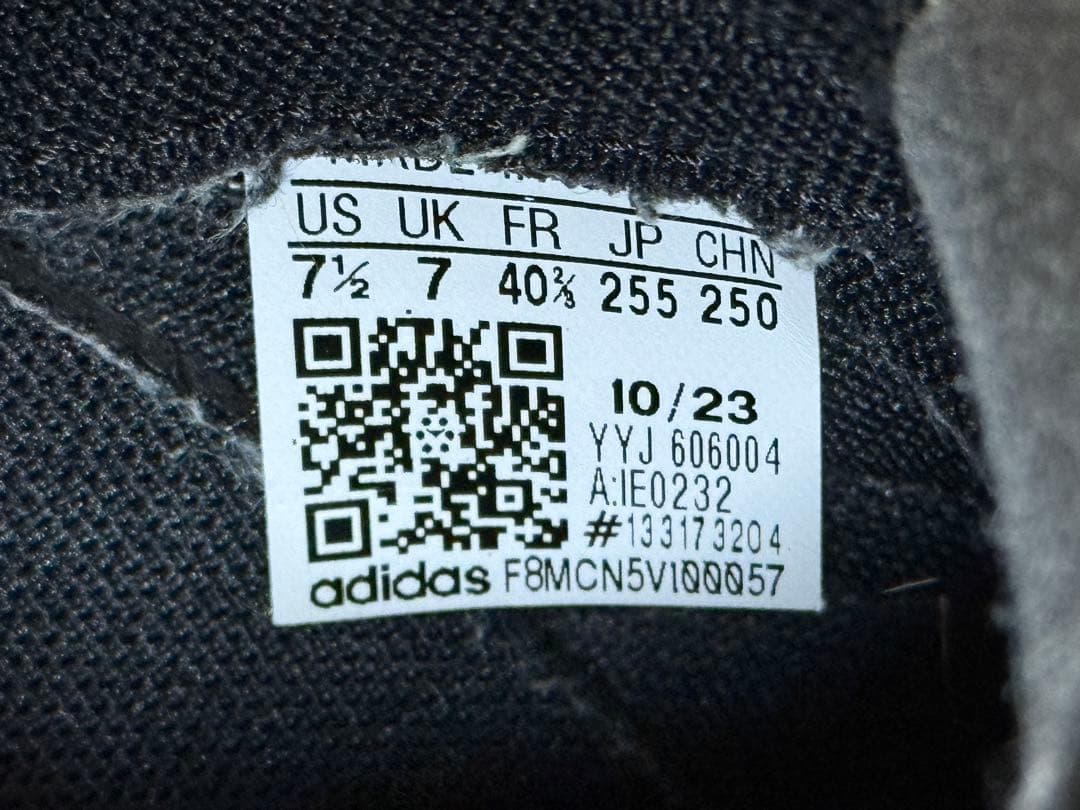 US UK FR JP CHN
7½ 7 40⅔ 255 250
10/23
YYJ 606004
A:IE0232
#133173204
adidas F8MCN5V100057